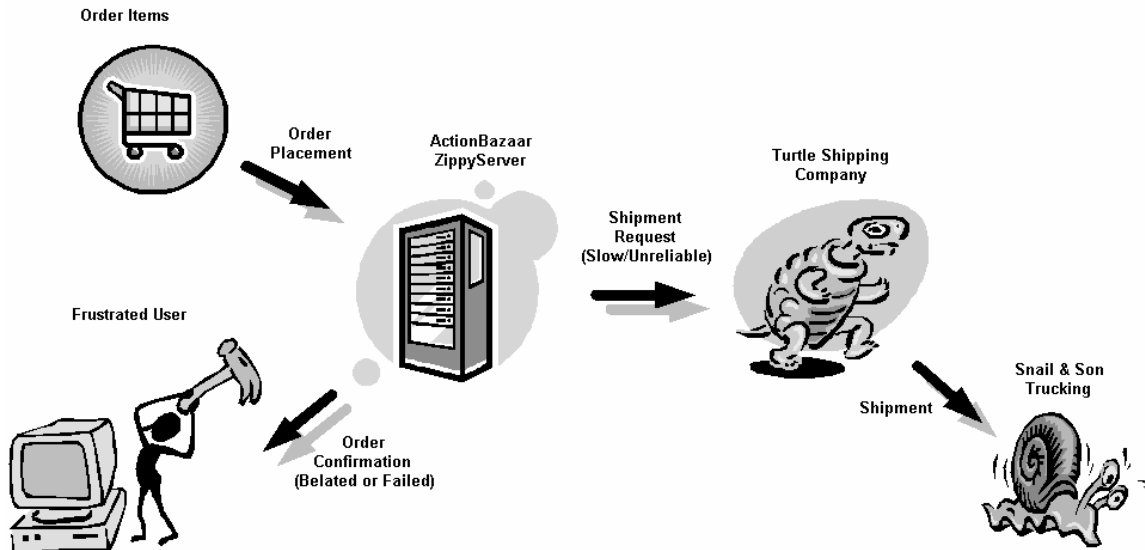 Order Items
Order
Placement
ActionBazaar
ZippyServer
Turtle Shipping
Company
Shipment
Request
(Slow/Unreliable)
Frustrated User
Snail & Son
Trucking
Shipment
Order
Confirmation
(Belated or Failed)